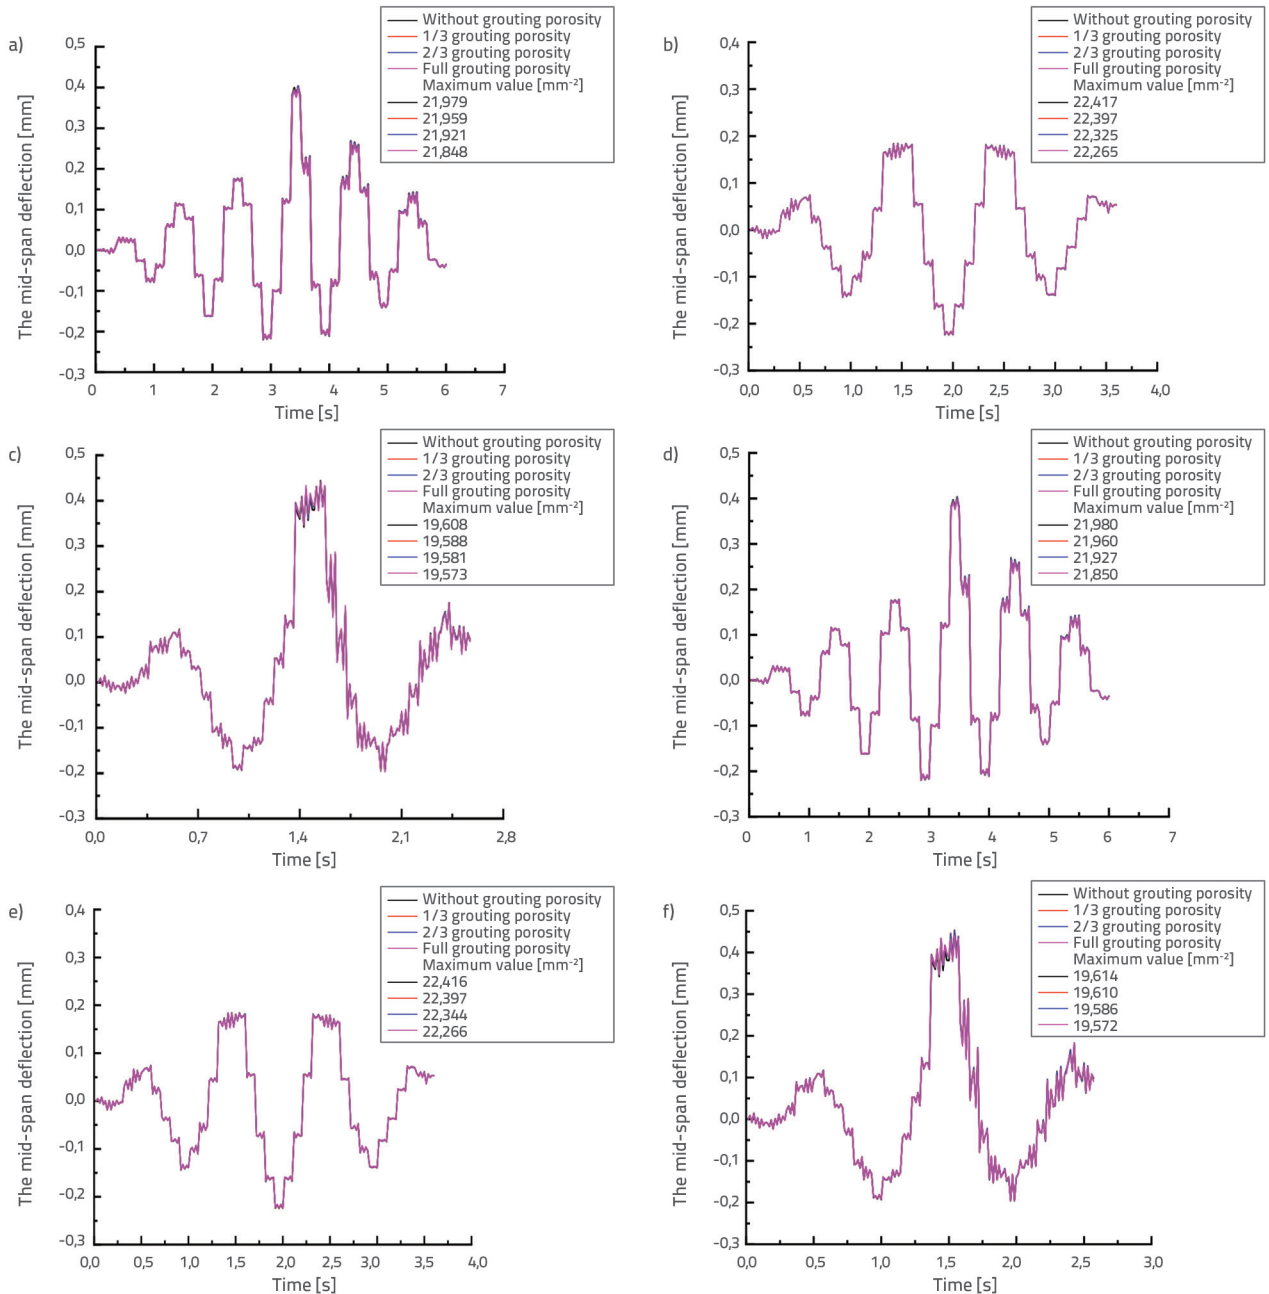 a)
Without grouting porosity
1/3 grouting porosity
2/3 grouting porosity
Full grouting porosity
Maximum value [mm⁻²]
21,979
21,959
21,921
21,848
The mid-span deflection [mm]
0,5
0,4
0,3
0,2
0,1
0,0
-0,1
-0,2
-0,3
0 1 2 3 4 5 6 7
Time [s]
b)
Without grouting porosity
1/3 grouting porosity
2/3 grouting porosity
Full grouting porosity
Maximum value [mm⁻²]
22,417
22,397
22,325
22,265
The mid-span deflection [mm]
0,4
0,3
0,2
0,1
0,0
-0,1
-0,2
-0,3
0,0 0,5 1,0 1,5 2,0 2,5 3,0 3,5 4,0
Time [s]
c)
Without grouting porosity
1/3 grouting porosity
2/3 grouting porosity
Full grouting porosity
Maximum value [mm⁻²]
19,608
19,588
19,581
19,573
The mid-span deflection [mm]
0,5
0,4
0,3
0,2
0,1
0,0
-0,1
-0,2
-0,3
0,0 0,7 1,4 2,1 2,8
Time [s]
d)
Without grouting porosity
1/3 grouting porosity
2/3 grouting porosity
Full grouting porosity
Maximum value [mm⁻²]
21,980
21,960
21,927
21,850
The mid-span deflection [mm]
0,5
0,4
0,3
0,2
0,1
0,0
-0,1
-0,2
-0,3
0 1 2 3 4 5 6 7
Time [s]
e)
Without grouting porosity
1/3 grouting porosity
2/3 grouting porosity
Full grouting porosity
Maximum value [mm⁻²]
22,416
22,397
22,344
22,266
The mid-span deflection [mm]
0,4
0,3
0,2
0,1
0,0
-0,1
-0,2
-0,3
0,0 0,5 1,0 1,5 2,0 2,5 3,0 3,5 4,0
Time [s]
f)
Without grouting porosity
1/3 grouting porosity
2/3 grouting porosity
Full grouting porosity
Maximum value [mm⁻²]
19,614
19,610
19,586
19,572
The mid-span deflection [mm]
0,5
0,4
0,3
0,2
0,1
0,0
-0,1
-0,2
-0,3
0,0 0,5 1,0 1,5 2,0 2,5 3,0
Time [s]